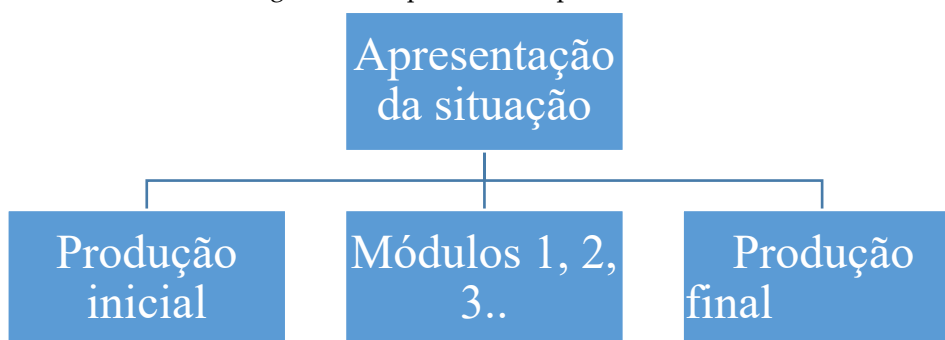 Apresentação
da situação
Produção
inicial
Módulos 1, 2,
3..
Produção
final